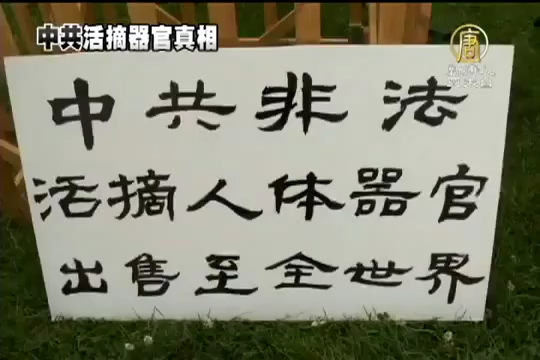 中共活摘器官真相
唐
中共非法
活摘人体器官
出售至全世界